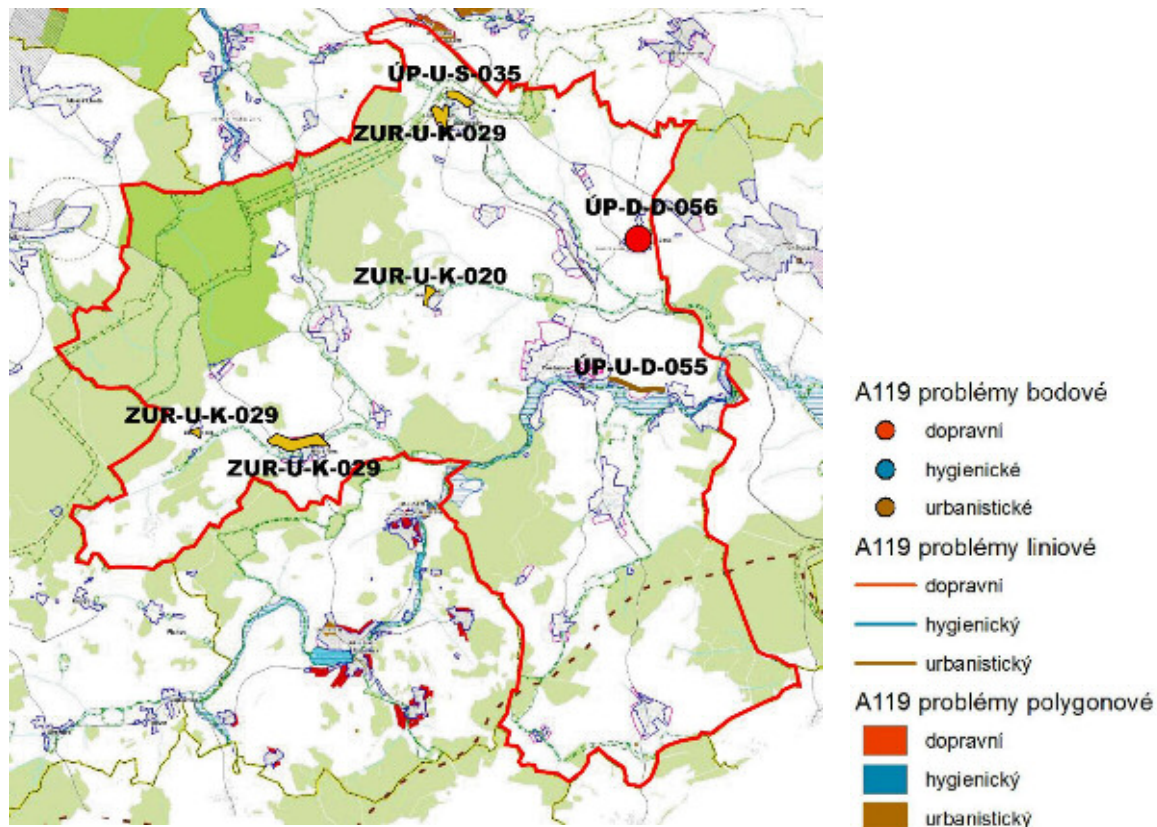 ÚP-U-S-035
ZUR-U-K-029
ÚP-D-D-056
ZUR-U-K-020
ÚP-U-D-055
ZUR-U-K-029
ZUR-U-K-029
A119 problémy bodové
dopravní
hygienické
urbanistické
A119 problémy liniové
dopravní
hygienický
urbanistický
A119 problémy polygonové
dopravní
hygienický
urbanistický